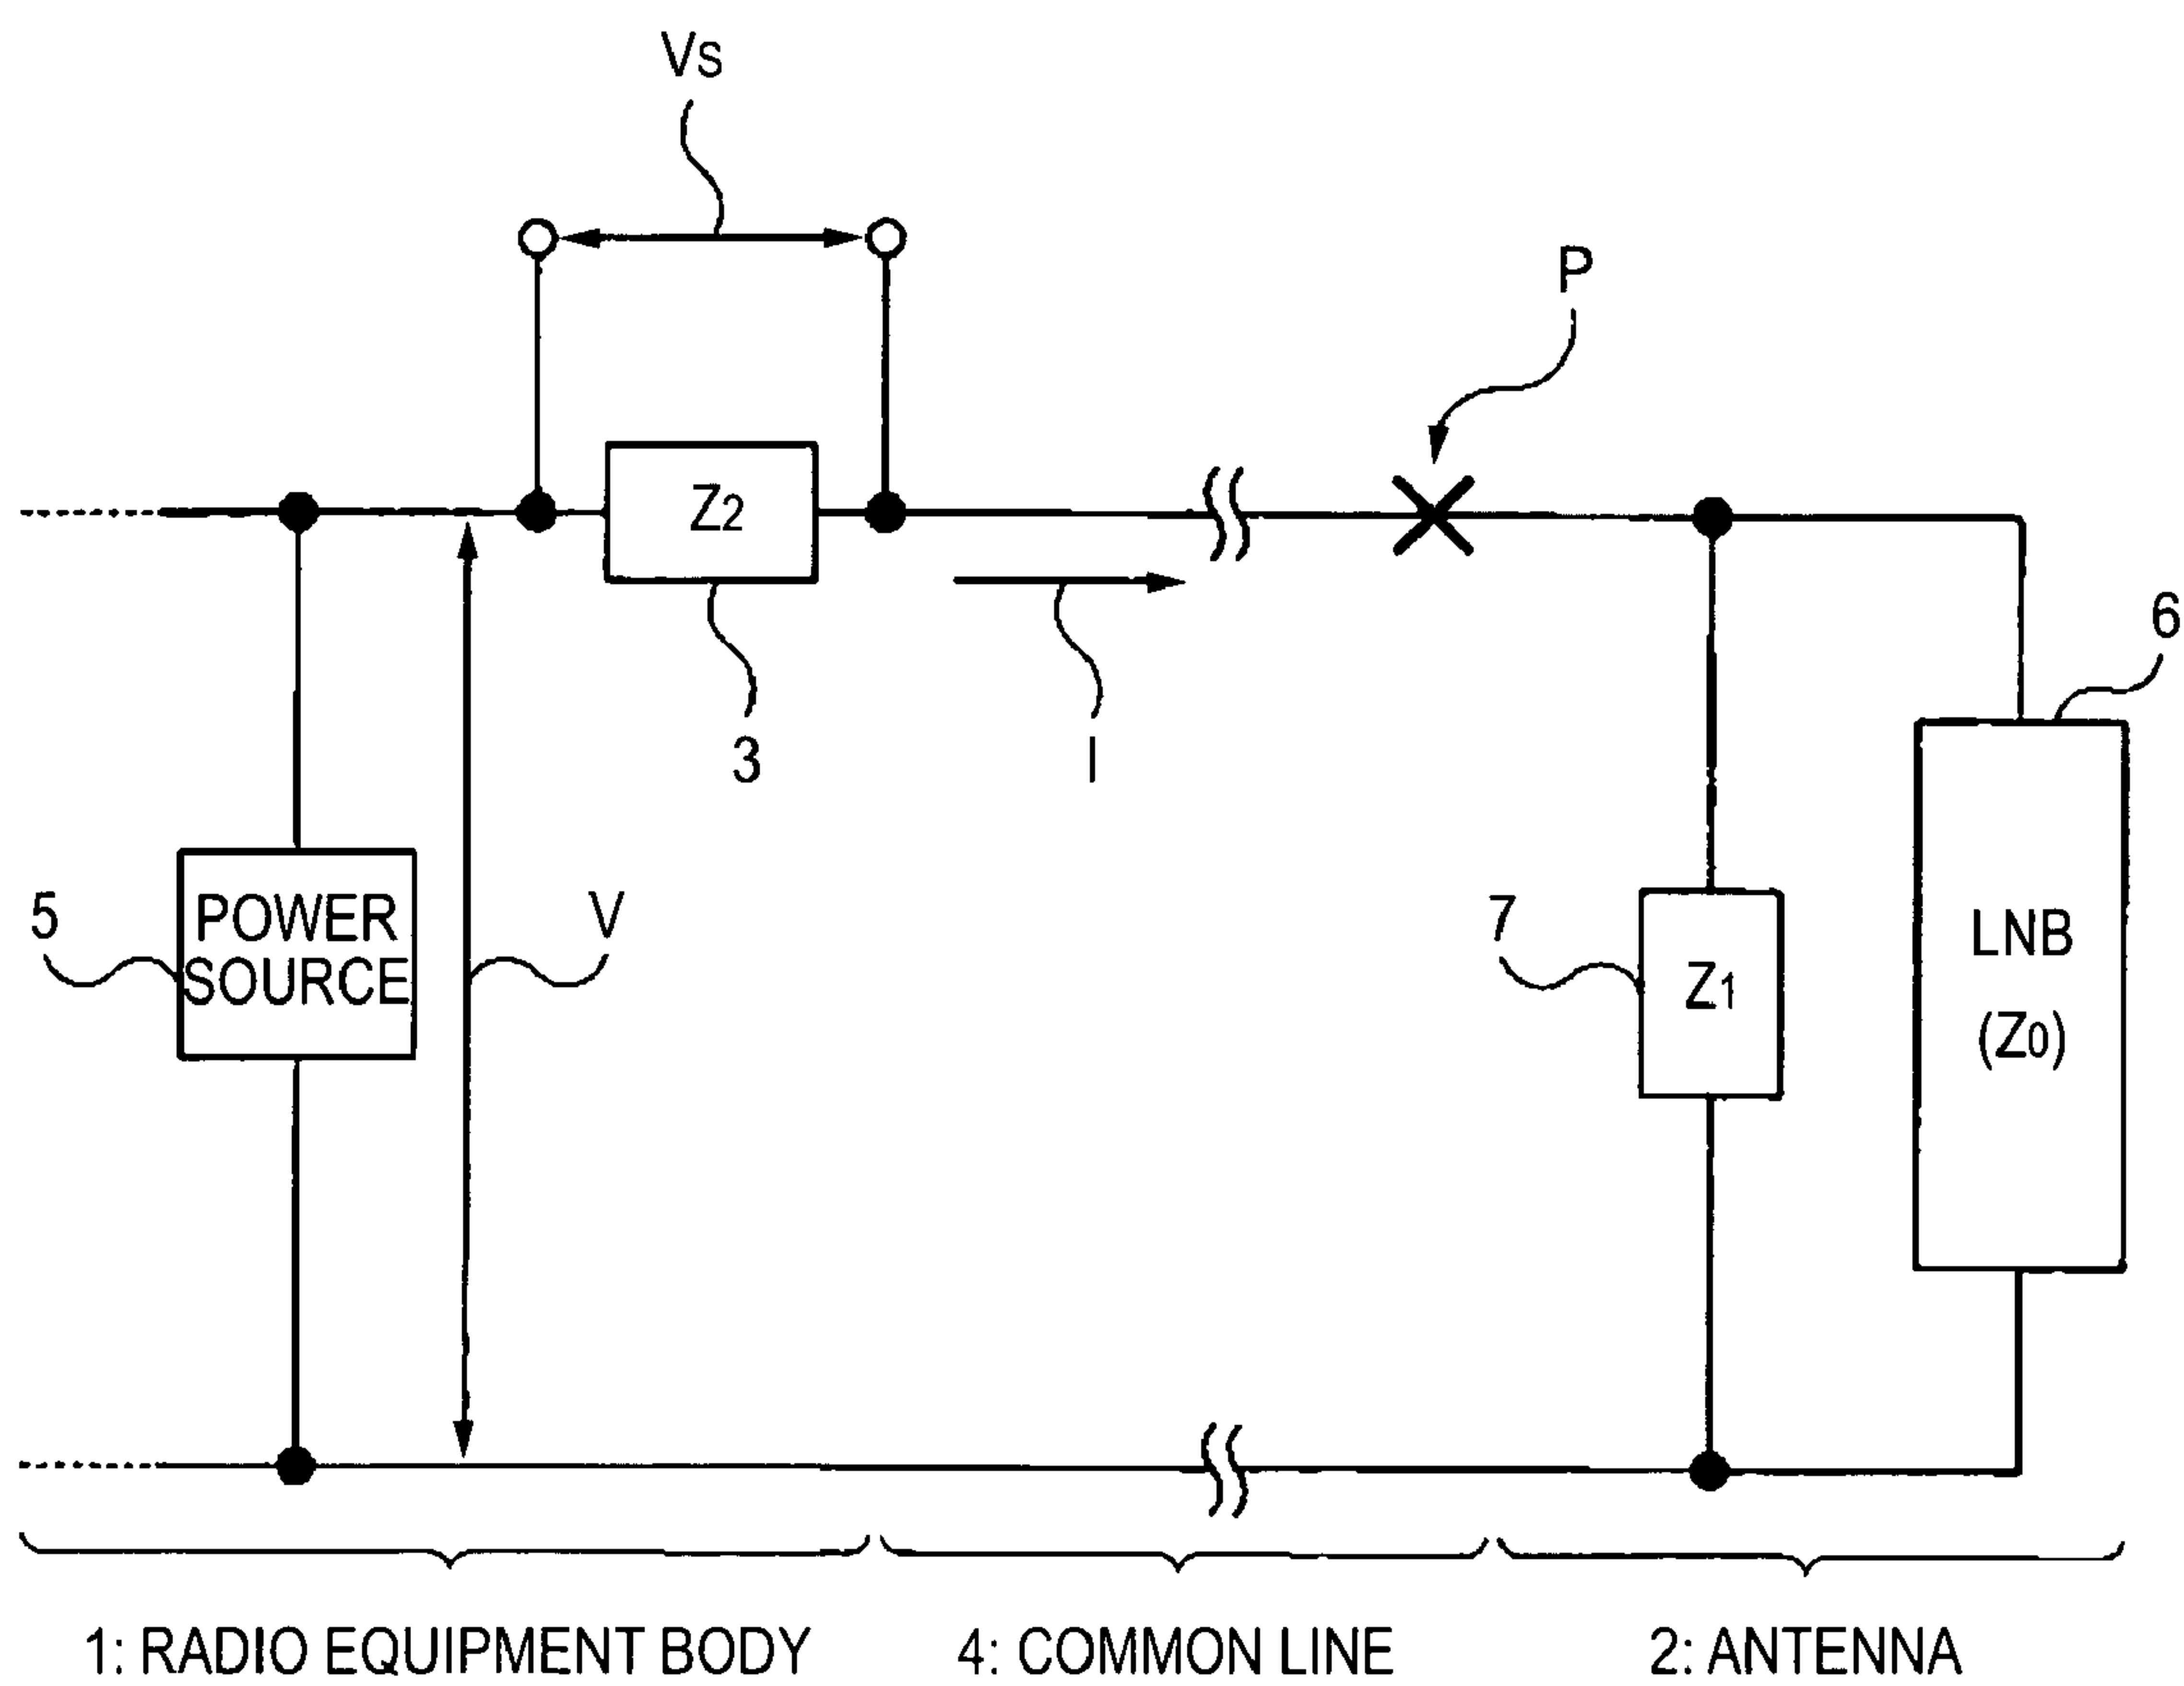 Vs
P
Z2
3
I
6
5
POWER
SOURCE
V
7
Z1
LNB
(Z0)
1: RADIO EQUIPMENT BODY
4: COMMON LINE
2: ANTENNA